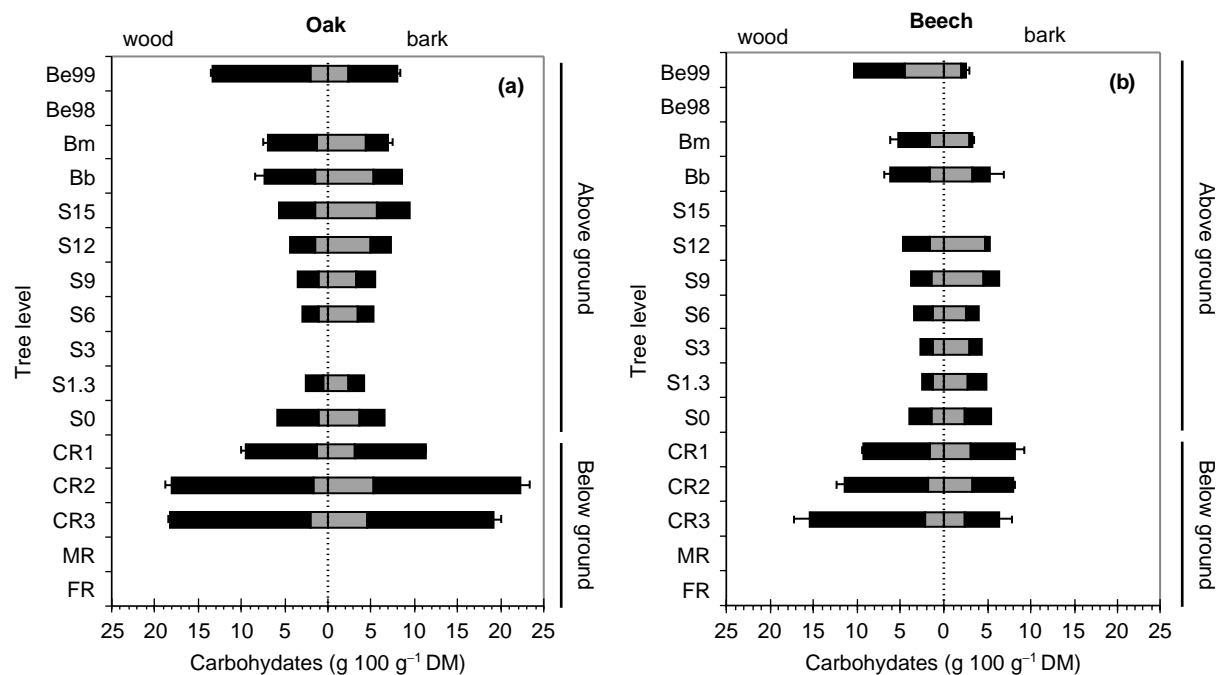 Oak
wood
bark
(a)
Be99
Be98
Bm
Bb
S15
S12
S9
S6
S3
S1.3
S0
CR1
CR2
CR3
MR
FR
Tree level
Above ground
Below ground
25 20 15 10 5 0 5 10 15 20 25
Carbohydrates (g 100 g⁻¹ DM)
Beech
wood
bark
(b)
Be99
Be98
Bm
Bb
S15
S12
S9
S6
S3
S1.3
S0
CR1
CR2
CR3
MR
FR
Tree level
Above ground
Below ground
25 20 15 10 5 0 5 10 15 20 25
Carbohydrates (g 100 g⁻¹ DM)